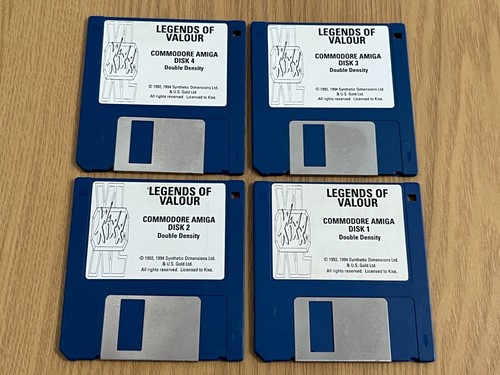 LEGENDS OF
VALOUR
COMMODORE AMIGA
DISK 4
Double Density
© 1992, 1994 Synthetic Dimensions Ltd.
& U.S. Gold Ltd.
All rights reserved. Licensed to Kixx.
LEGENDS OF
VALOUR
COMMODORE AMIGA
DISK 3
Double Density
© 1992, 1994 Synthetic Dimensions Ltd
& U.S. Gold Ltd.
All rights reserved. Licensed to Kixx.
LEGENDS OF
VALOUR
COMMODORE AMIGA
DISK 2
Double Density
© 1992, 1994 Synthetic Dimensions Ltd
& U.S. Gold Ltd.
All rights reserved. Licensed to Kixx.
LEGENDS OF
VALOUR
COMMODORE AMIGA
DISK 1
Double Density
© 1992, 1994 Synthetic Dimensions Ltd.
& U.S. Gold Ltd.
All rights reserved. Licensed to Kixx.